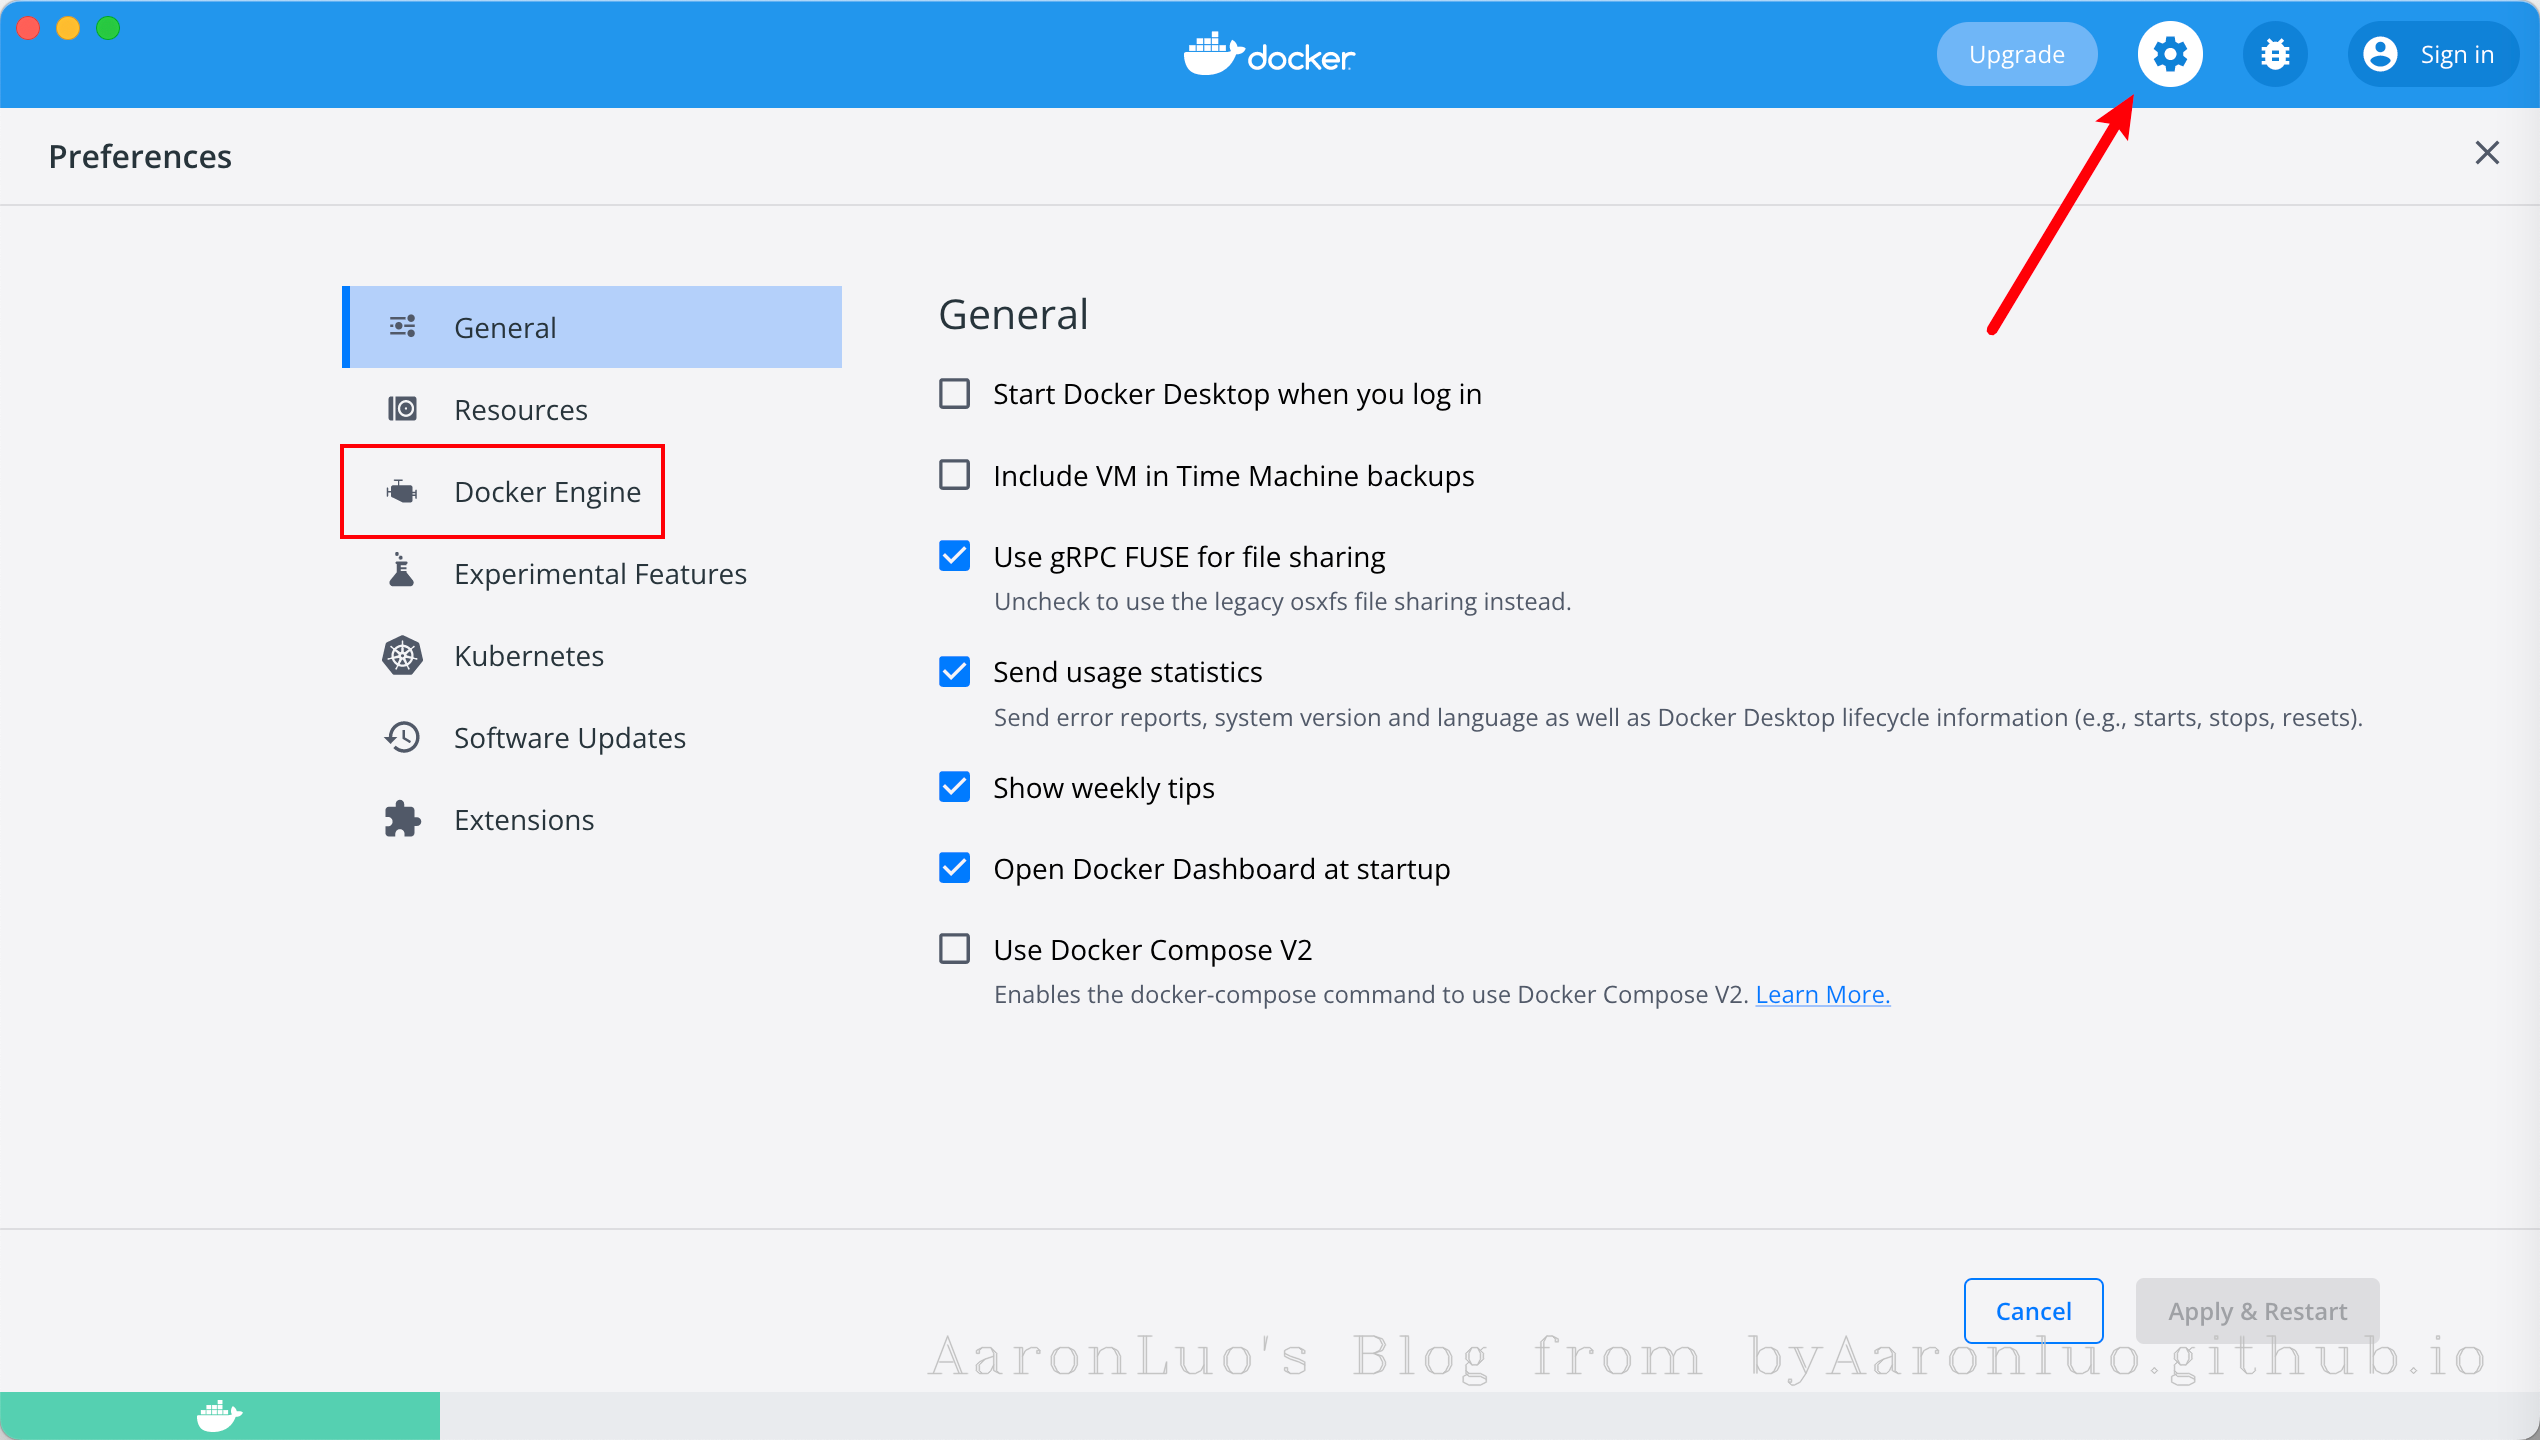 docker
Upgrade
Sign in
Preferences
General
Resources
Docker Engine
Experimental Features
Kubernetes
Software Updates
Extensions
General
Start Docker Desktop when you log in
Include VM in Time Machine backups
Use gRPC FUSE for file sharing
Uncheck to use the legacy osxfs file sharing instead.
Send usage statistics
Send error reports, system version and language as well as Docker Desktop lifecycle information (e.g., starts, stops, resets).
Show weekly tips
Open Docker Dashboard at startup
Use Docker Compose V2
Enables the docker-compose command to use Docker Compose V2. Learn More.
Cancel
Apply & Restart
AaronLuo's Blog from byAaronluo.github.io